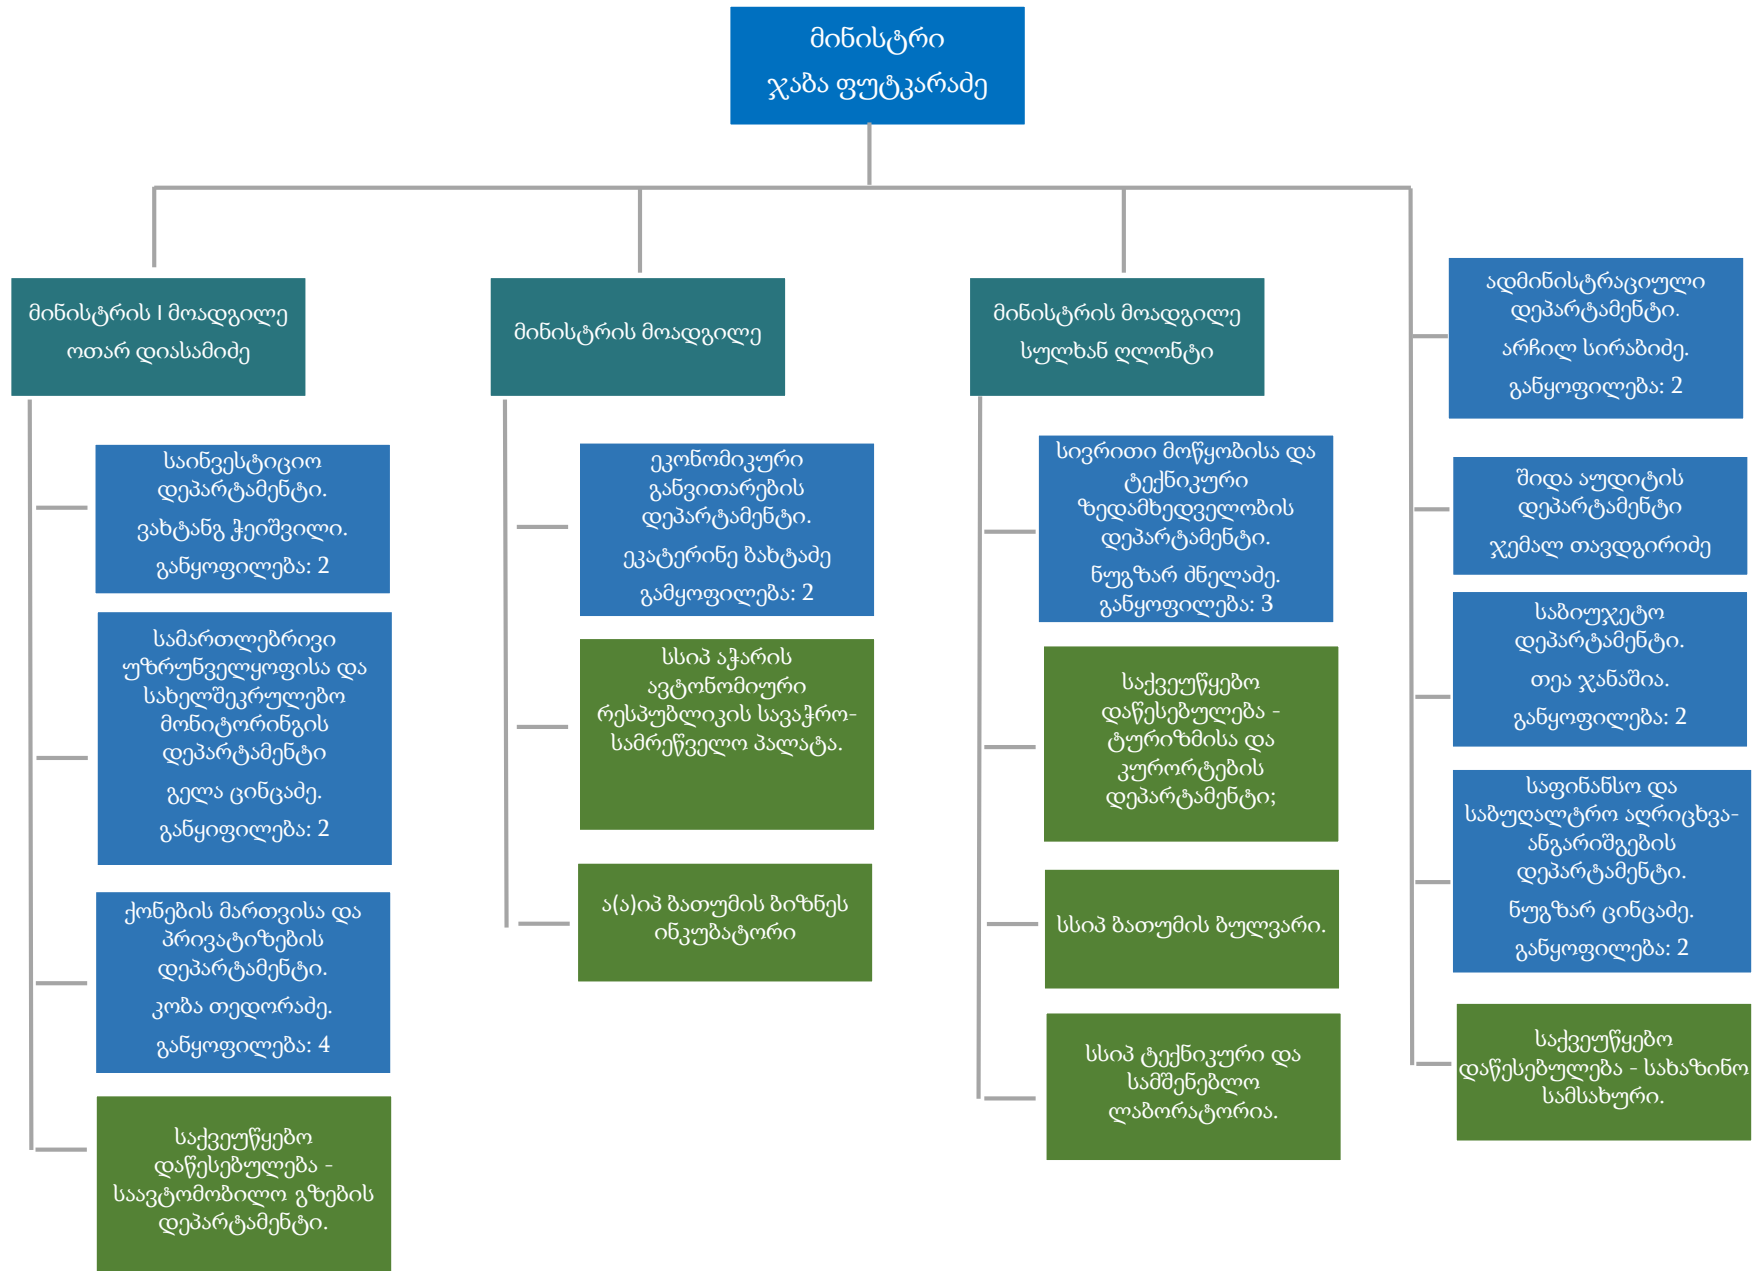 მინისტრი
ჯაბა ფუტკარაძე
მინისტრის I მოადგილე
ოთარ დიასამიძე
საინვესტიციო
დეპარტამენტი.
ვახტანგ ჭეიშვილი.
განყოფილება: 2
სამართლებრივი
უზრუნველყოფისა და
სახელშეკრულებო
მონიტორინგის
დეპარტამენტი
გელა ცინცაძე.
განყიფილება: 2
ქონების მართვისა და
პრივატიზების
დეპარტამენტი.
კობა თედორაძე.
განყოფილება: 4
საქვეუწყებო
დაწესებულება -
საავტომობილო გზების
დეპარტამენტი.
მინისტრის მოადგილე
ეკონომიკური
განვითარების
დეპარტამენტი.
ეკატერინე ბახტაძე
გამყოფილება: 2
სსიპ აჭარის
ავტონომიური
რესპუბლიკის სავაჭრო-
სამრეწველო პალატა.
ა(ა)იპ ბათუმის ბიზნეს
ინკუბატორი
მინისტრის მოადგილე
სულხან ღლონტი
სივრითი მოწყობისა და
ტექნიკური
ზედამხედველობის
დეპარტამენტი.
ნუგზარ ძნელაძე.
განყოფილება: 3
საქვეუწყებო
დაწესებულება -
ტურიზმისა და
კურორტების
დეპარტამენტი;
სსიპ ბათუმის ბულვარი.
სსიპ ტექნიკური და
სამშენებლო
ლაბორატორია.
ადმინისტრაციული
დეპარტამენტი.
არჩილ სირაბიძე.
განყოფილება: 2
შიდა აუდიტის
დეპარტამენტი
ჯემალ თავდგირიძე
საბიუჯეტო
დეპარტამენტი.
თეა ჯანაშია.
განყოფილება: 2
საფინანსო და
საბუღალტრო აღრიცხვა-
ანგარიშგების
დეპარტამენტი.
ნუგზარ ცინცაძე.
განყოფილება: 2
საქვეუწყებო
დაწესებულება - სახაზინო
სამსახური.